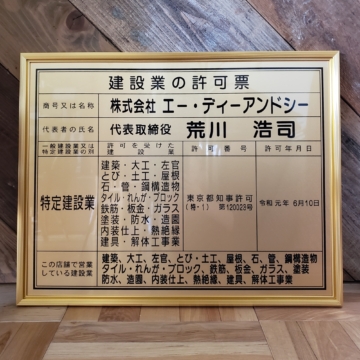 建設業の許可票
商号又は名称 株式会社 エー・ディーアンドシー
代表者の氏名 代表取締役 荒川 浩司
一般建設業又は特定建設業の別 許可を受けた建設業 許可番号 許可年月日
特定建設業
建築・大工・左官
とび・土工・屋根
石・管・鋼構造物
タイル・れんが・ブロック
鉄筋・板金・ガラス
塗装・防水・造園
内装仕上・熱絶縁
建具・解体工事業
東京都知事許可
(特-1) 第120023号
令和元年6月10日
この店舗で営業している建設業
建築、大工、左官、とび・土工、屋根、石、管、鋼構造物
タイル・れんが・ブロック、鉄筋、板金、ガラス、塗装
防水、造園、内装仕上、熱絶縁、建具、解体工事業